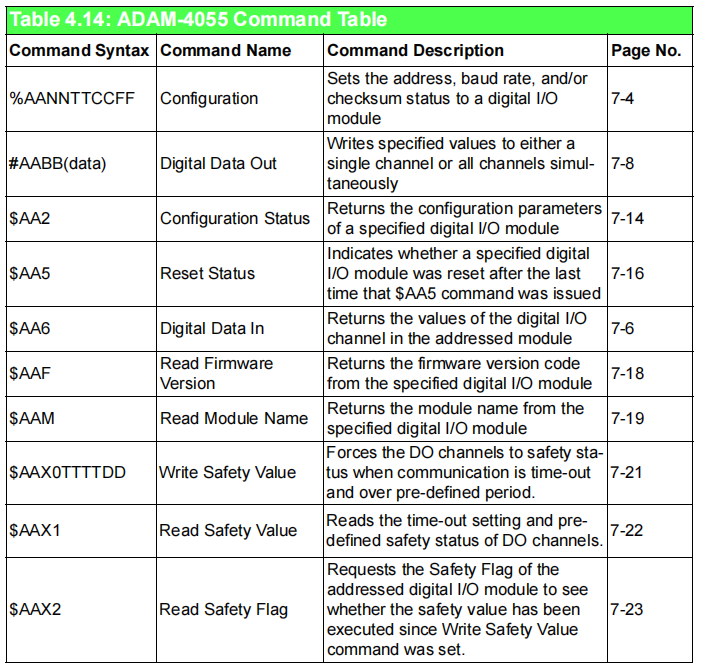 Table 4.14: ADAM-4055 Command Table
Command Syntax Command Name Command Description Page No.
%AANNTTCCFF Configuration Sets the address, baud rate, and/or
checksum status to a digital I/O
module 7-4
#AABB(data) Digital Data Out Writes specified values to either a
single channel or all channels simul-
taneously 7-8
$AA2 Configuration Status Returns the configuration parameters
of a specified digital I/O module 7-14
$AA5 Reset Status Indicates whether a specified digital
I/O module was reset after the last
time that $AA5 command was issued 7-16
$AA6 Digital Data In Returns the values of the digital I/O
channel in the addressed module 7-6
$AAF Read Firmware
Version Returns the firmware version code
from the specified digital I/O module 7-18
$AAM Read Module Name Returns the module name from the
specified digital I/O module 7-19
$AAX0TTTTDD Write Safety Value Forces the DO channels to safety sta-
tus when communication is time-out
and over pre-defined period. 7-21
$AAX1 Read Safety Value Reads the time-out setting and pre-
defined safety status of DO channels. 7-22
$AAX2 Read Safety Flag Requests the Safety Flag of the
addressed digital I/O module to see
whether the safety value has been
executed since Write Safety Value
command was set. 7-23